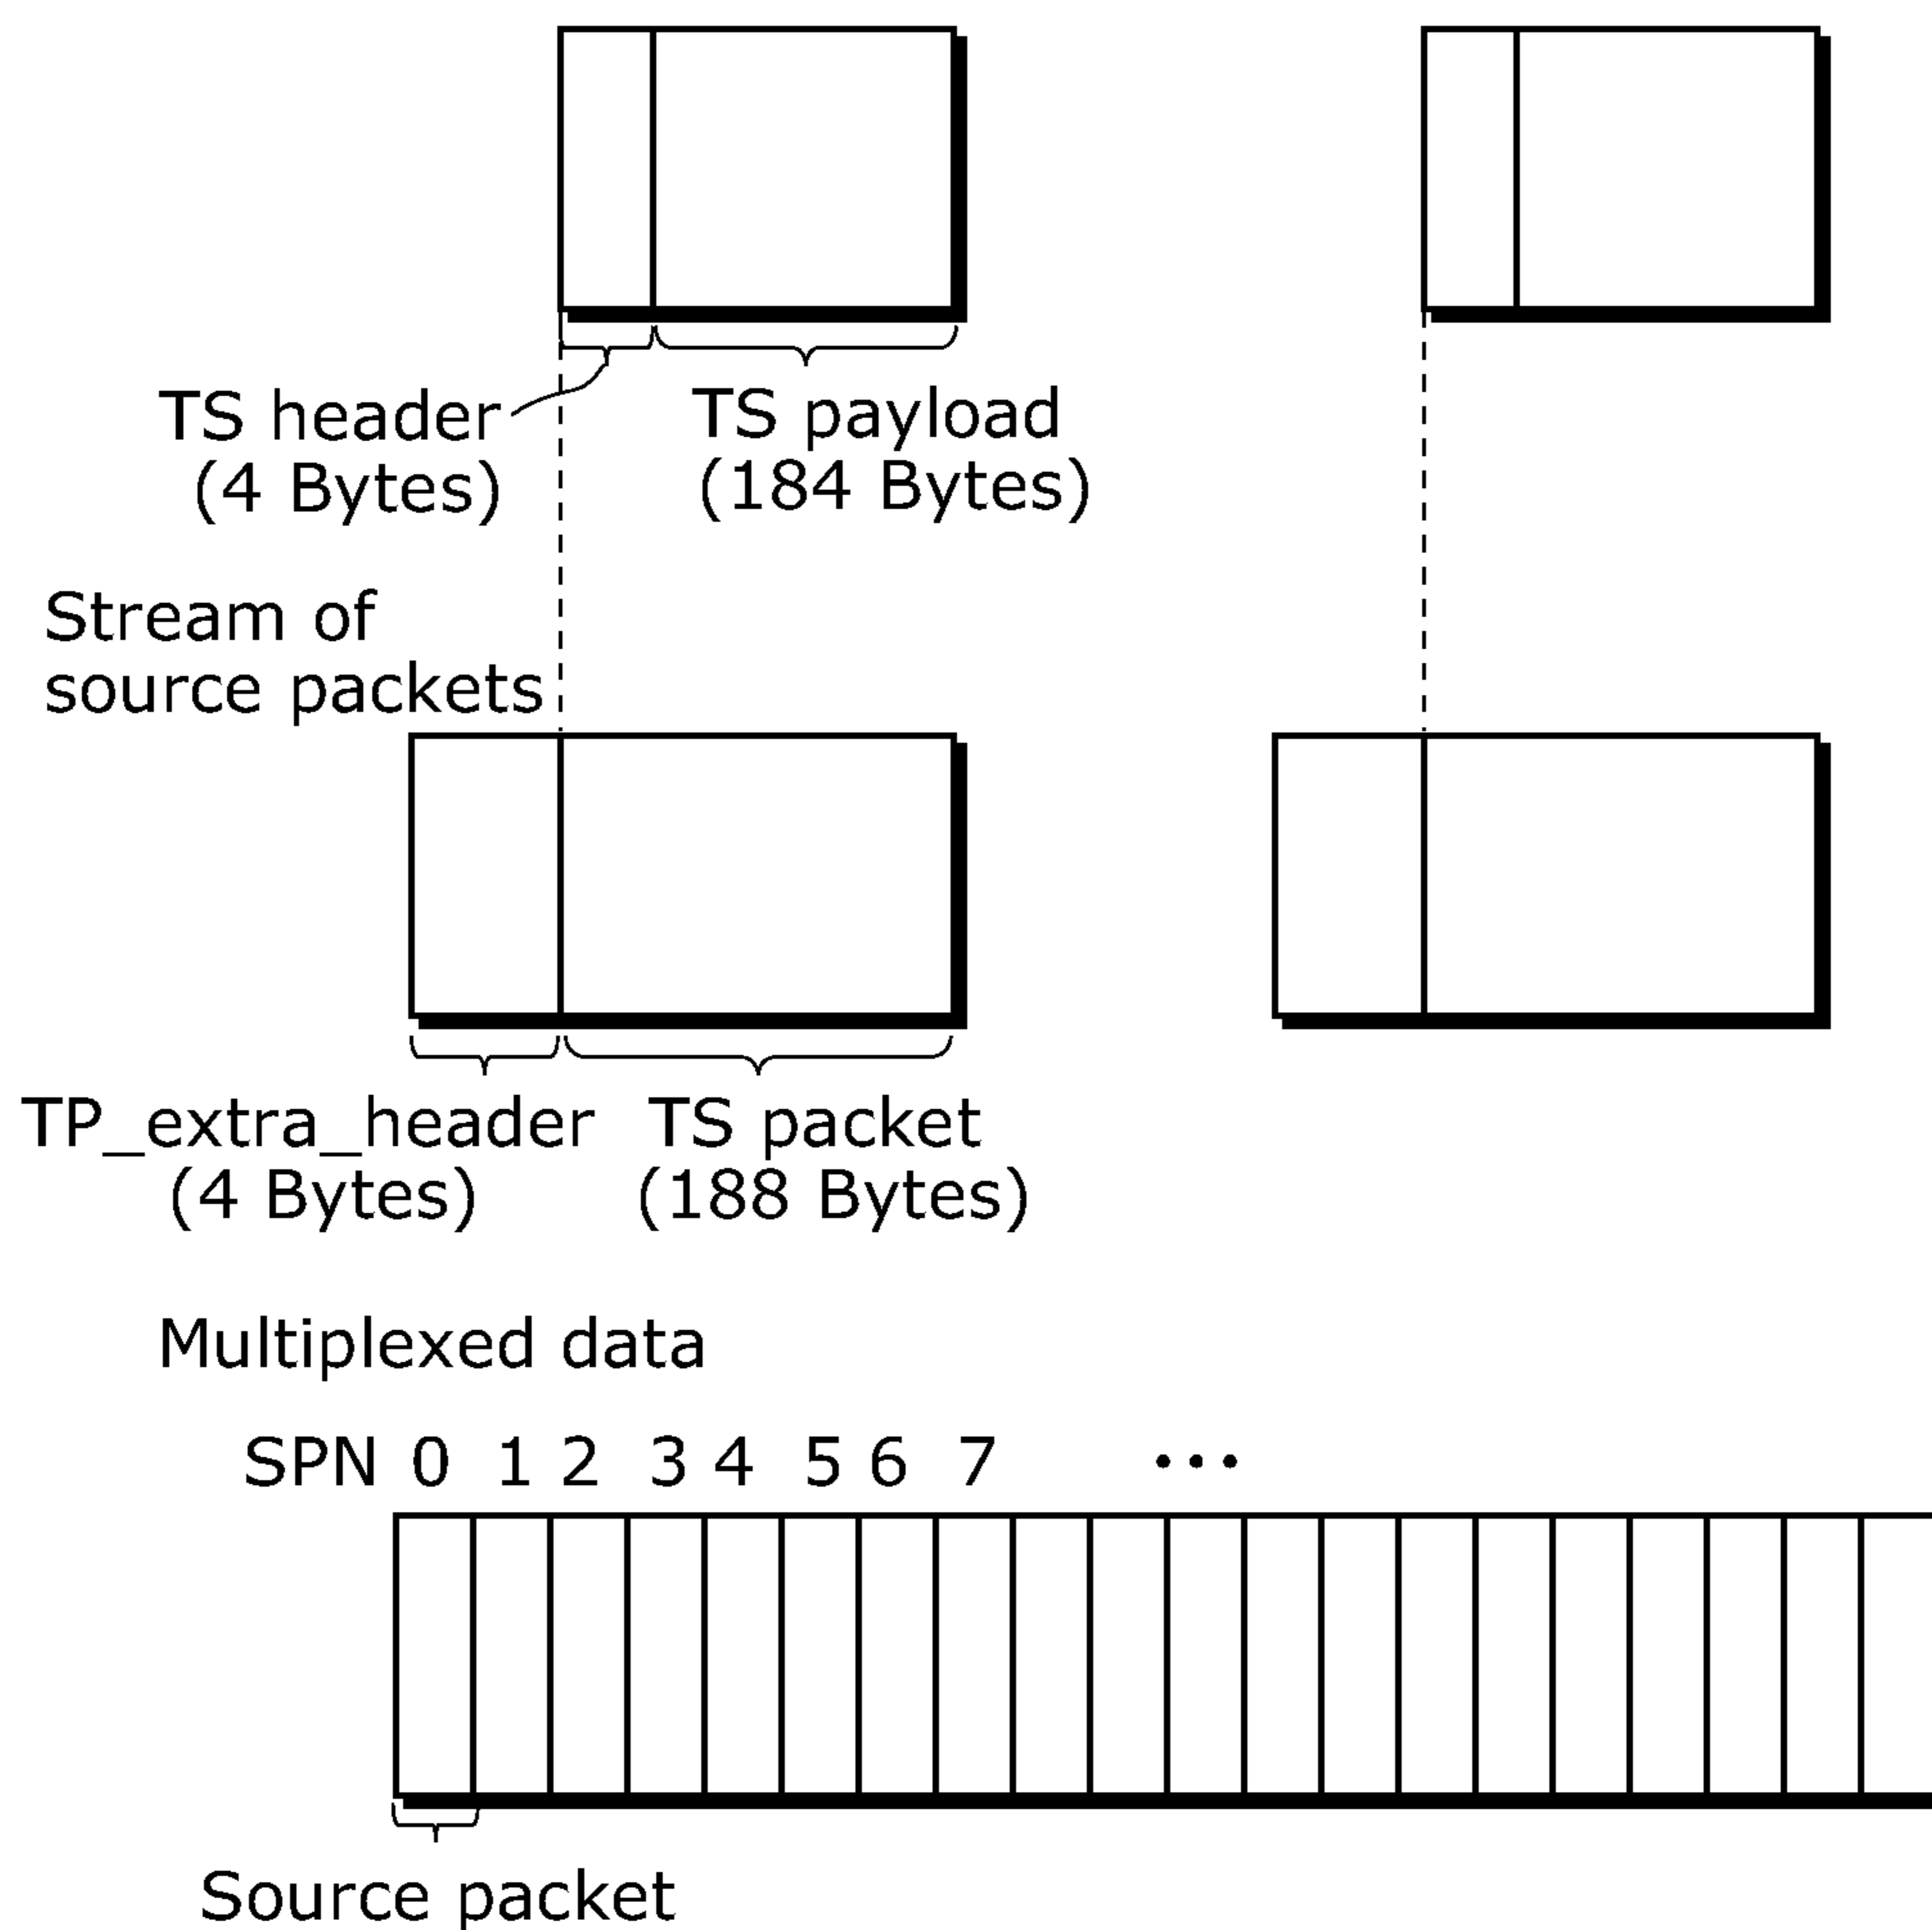 TS header
(4 Bytes)
TS payload
(184 Bytes)
Stream of
source packets
TP_extra_header
(4 Bytes)
TS packet
(188 Bytes)
Multiplexed data
SPN 0 1 2 3 4 5 6 7 ...
Source packet